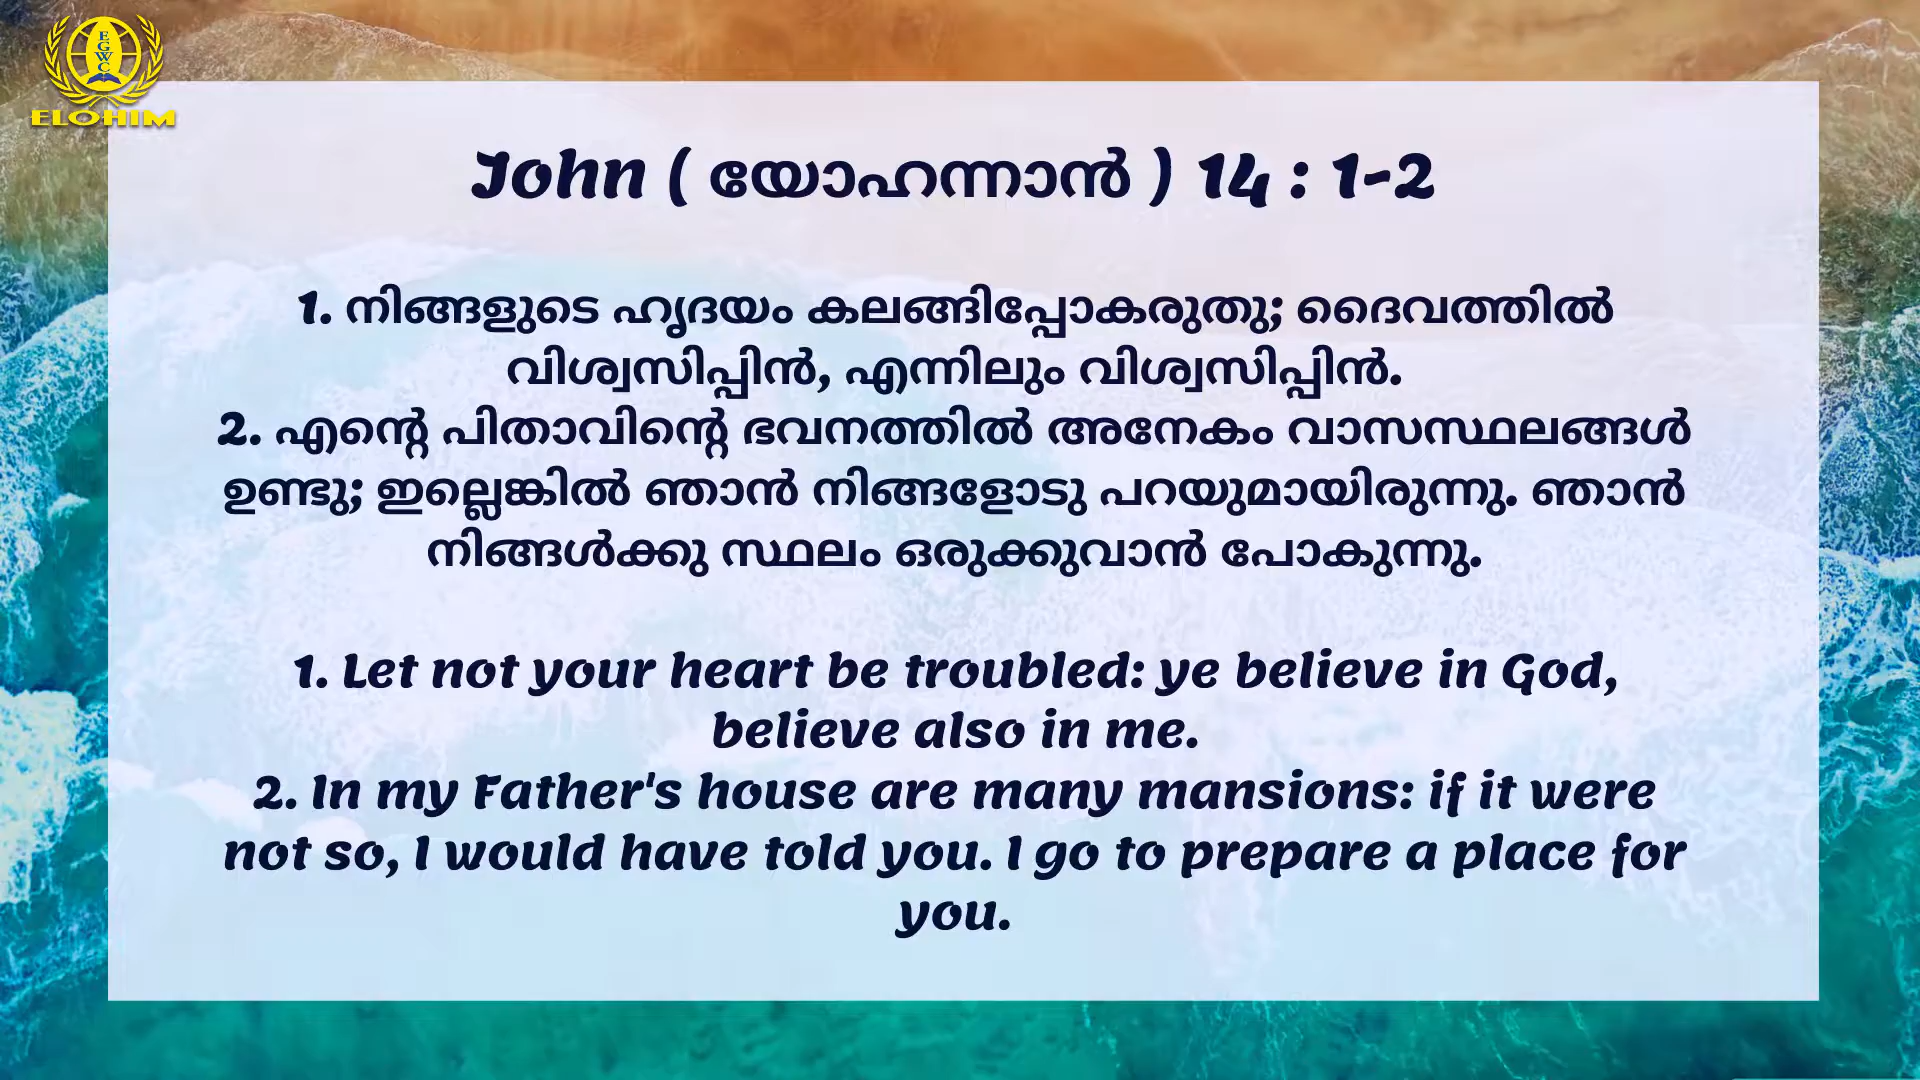 EGWC
ELOHIM
John ( യോഹന്നാൻ ) 14 : 1-2
1. നിങ്ങളുടെ ഹൃദയം കലങ്ങിപ്പോകരുതു; ദൈവത്തിൽ
വിശ്വസിപ്പിൻ, എന്നിലും വിശ്വസിപ്പിൻ.
2. എന്റെ പിതാവിന്റെ ഭവനത്തിൽ അനേകം വാസസ്ഥലങ്ങൾ
ഉണ്ടു; ഇല്ലെങ്കിൽ ഞാൻ നിങ്ങളോടു പറയുമായിരുന്നു. ഞാൻ
നിങ്ങൾക്കു സ്ഥലം ഒരുക്കുവാൻ പോകുന്നു.
1. Let not your heart be troubled: ye believe in God,
believe also in me.
2. In my Father's house are many mansions: if it were
not so, I would have told you. I go to prepare a place for
you.